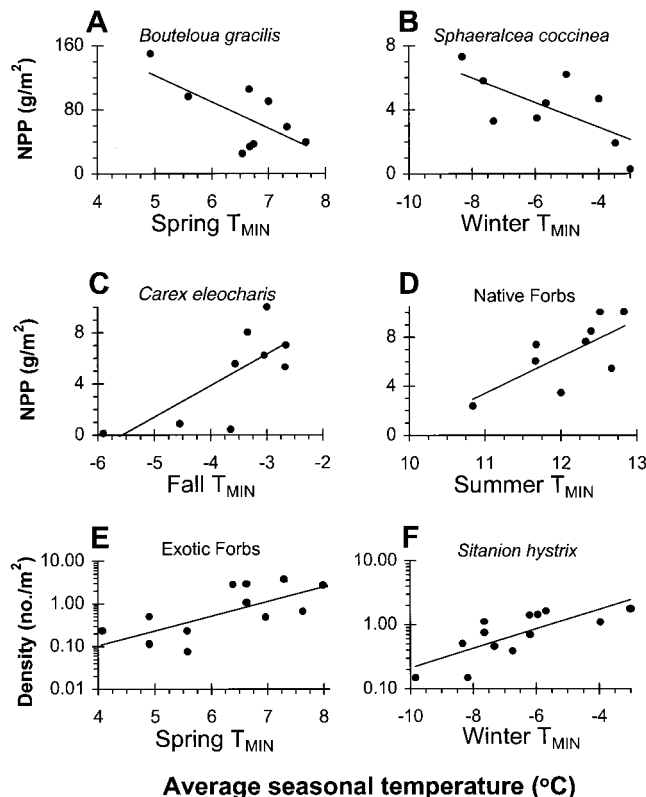 A
Bouteloua gracilis
NPP (g/m²)
160
80
0
4 5 6 7 8
Spring TMIN
B
Sphaeralcea coccinea
8
4
0
-10 -8 -6 -4
Winter TMIN
C
Carex eleocharis
NPP (g/m²)
8
4
0
-6 -5 -4 -3 -2
Fall TMIN
D
Native Forbs
8
4
0
10 11 12 13
Summer TMIN
E
Exotic Forbs
Density (no./m²)
10.00
1.00
0.10
0.01
4 5 6 7 8
Spring TMIN
F
Sitanion hystrix
10.00
1.00
0.10
-10 -8 -6 -4
Winter TMIN
Average seasonal temperature (ºC)